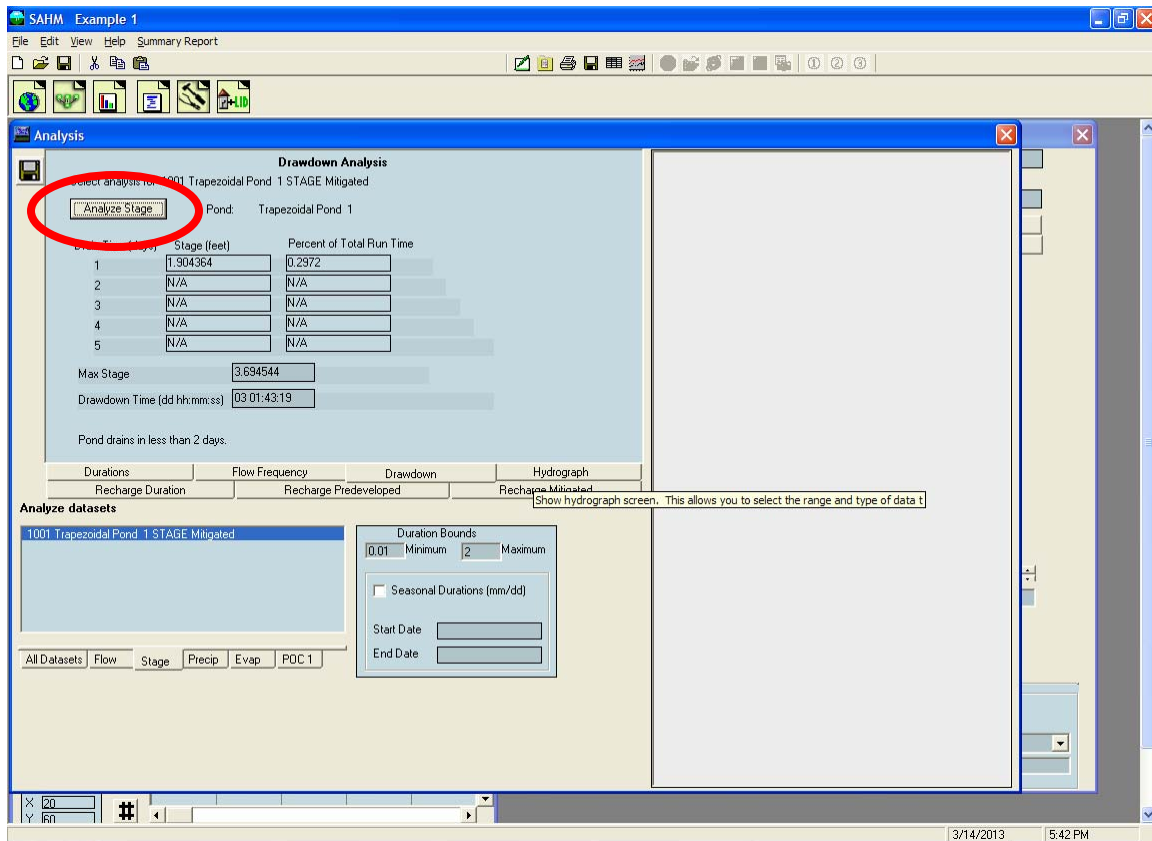 SAHM Example 1
File Edit View Help Summary Report
Analysis
Drawdown Analysis
Select analysis for 1001 Trapezoidal Pond 1 STAGE Mitigated
Analyze Stage Pond: Trapezoidal Pond 1
Drain Time (days) Stage (feet) Percent of Total Run Time
1 1.904364 0.2972
2 N/A N/A
3 N/A N/A
4 N/A N/A
5 N/A N/A
Max Stage 3.694544
Drawdown Time (dd hh:mm:ss) 03 01:43:19
Pond drains in less than 2 days.
Durations Flow Frequency Drawdown Hydrograph
Recharge Duration Recharge Predeveloped Recharge Mitigated
Show hydrograph screen. This allows you to select the range and type of data t
Analyze datasets
1001 Trapezoidal Pond 1 STAGE Mitigated
Duration Bounds
0.01 Minimum 2 Maximum
Seasonal Durations (mm/dd)
Start Date
End Date
All Datasets Flow Stage Precip Evap POC 1
X 20
Y 60
#
3/14/2013 5:42 PM